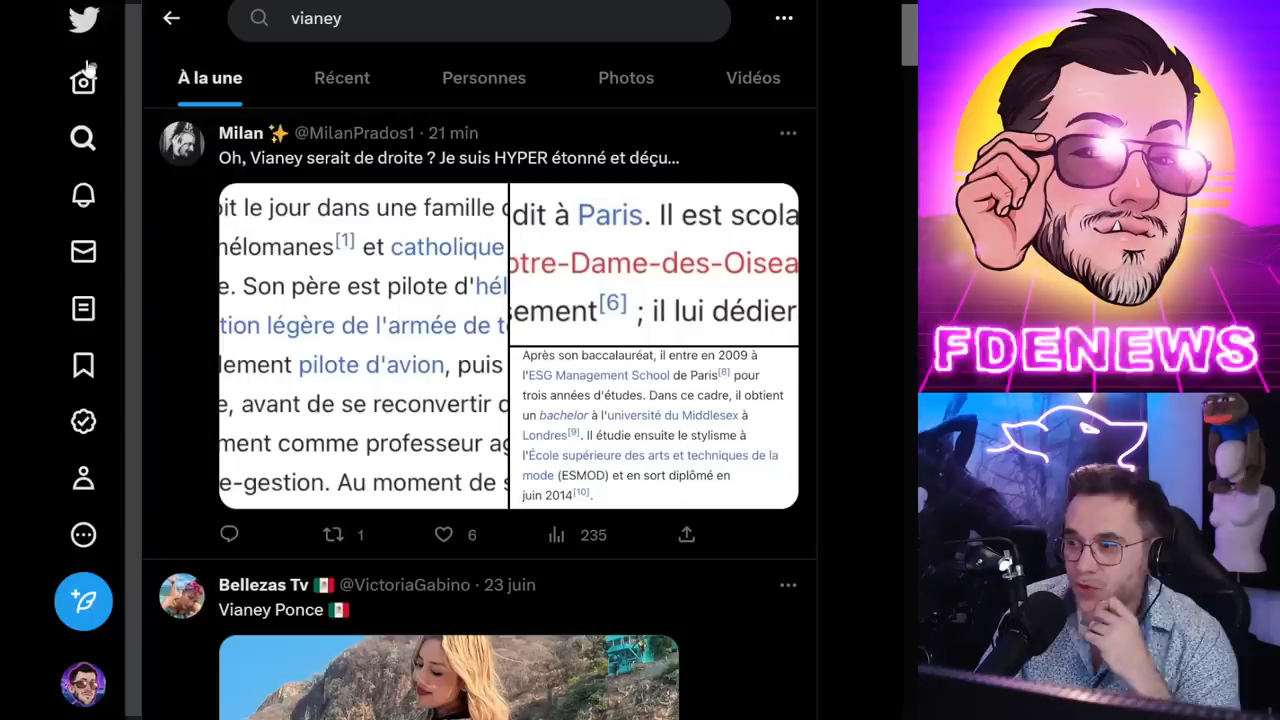 vianey
À la une
Récent
Personnes
Photos
Vidéos
Milan ✨ @MilanPrados1 · 21 min
Oh, Vianey serait de droite ? Je suis HYPER étonné et déçu...
it le jour dans une famille
mélomanes[1] et catholique
e. Son père est pilote d'hél
tion légère de l'armée de t
lement pilote d'avion, puis
e, avant de se reconvertir
ment comme professeur ag
e-gestion. Au moment de s
dit à Paris. Il est scola
otre-Dame-des-Oisea
sement[6] ; il lui dédier
Après son baccalauréat, il entre en 2009 à
l'ESG Management School de Paris[8] pour
trois années d'études. Dans ce cadre, il obtient
un bachelor à l'université du Middlesex à
Londres[9]. Il étudie ensuite le stylisme à
l'École supérieure des arts et techniques de la
mode (ESMOD) et en sort diplômé en
juin 2014[10].
1
6
235
Bellezas Tv 🇲🇽 @VictoriaGabino · 23 juin
Vianey Ponce 🇲🇽
FDENEWS